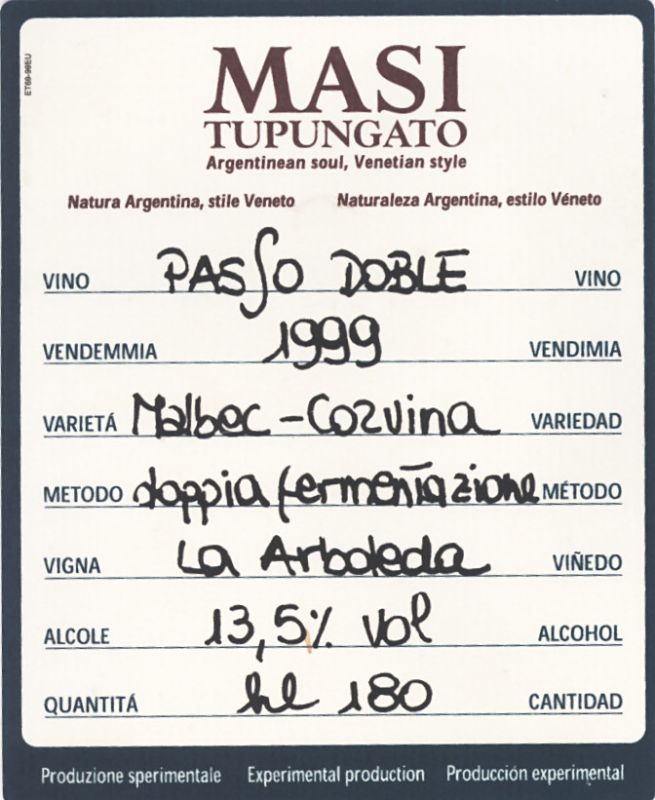 ET69-99EU
MASI
TUPUNGATO
Argentinean soul, Venetian style
Natura Argentina, stile Veneto Naturaleza Argentina, estilo Véneto
VINO PASSO DOBLE VINO
VENDEMMIA 1999 VENDIMIA
VARIETÁ Malbec - Corvina VARIEDAD
METODO doppia fermentazione MÉTODO
VIGNA La Arboleda VIÑEDO
ALCOLE 13,5% vol ALCOHOL
QUANTITÁ hl 180 CANTIDAD
Produzione sperimentale Experimental production Producción experimental